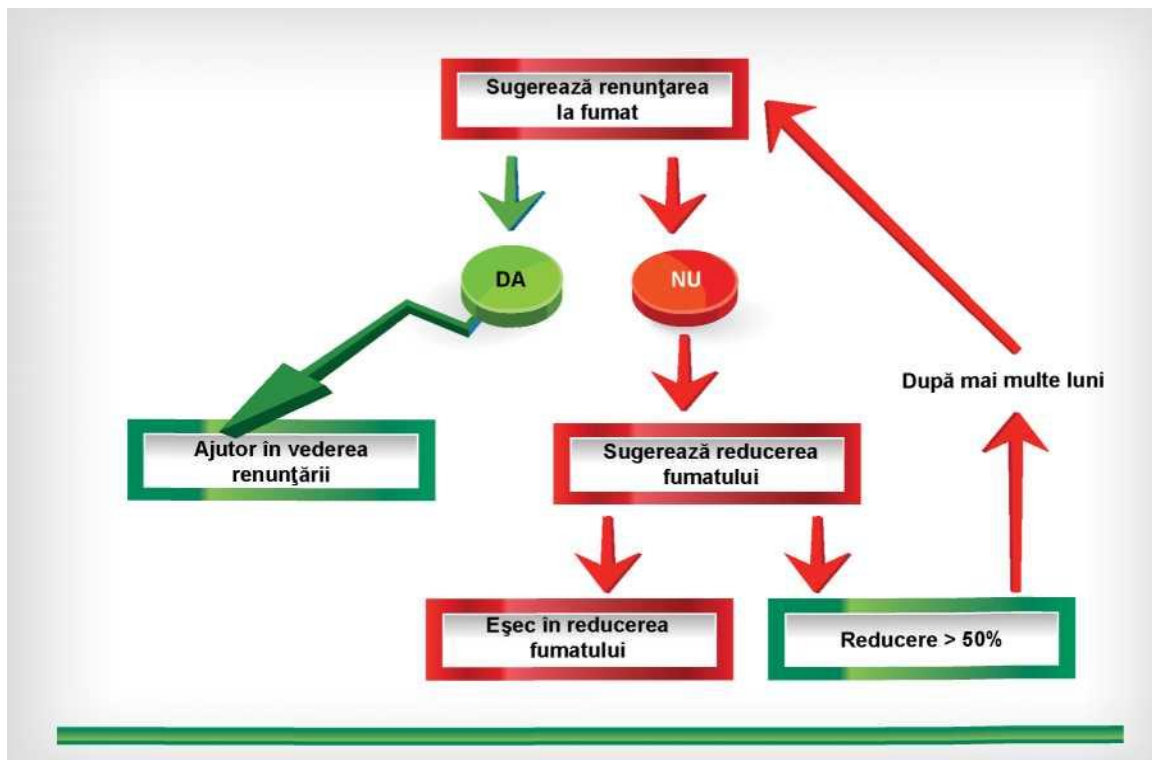 Sugerează renunţarea
la fumat
DA
NU
După mai multe luni
Ajutor în vederea
renunţării
Sugerează reducerea
fumatului
Eşec în reducerea
fumatului
Reducere > 50%